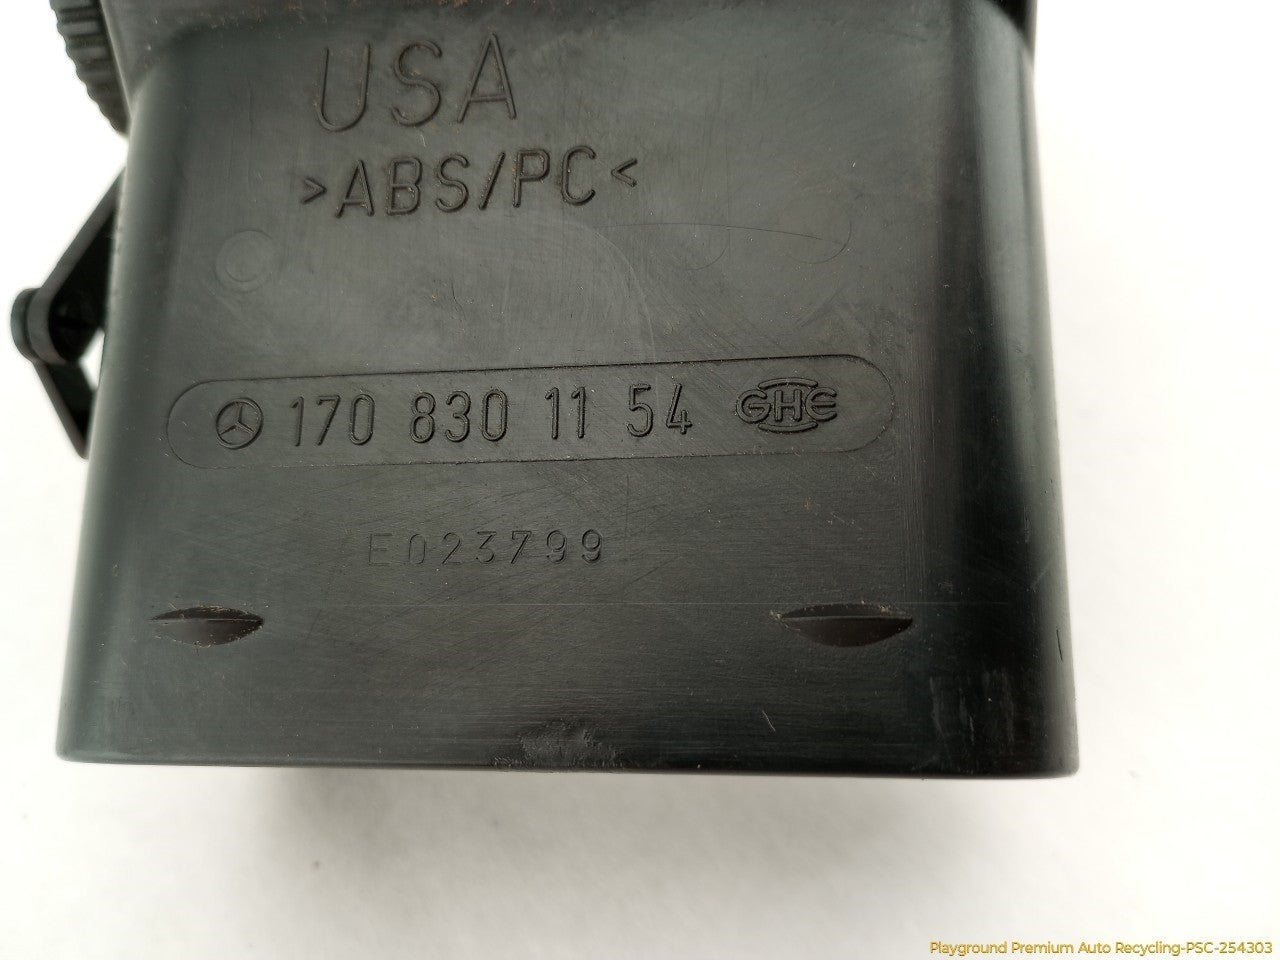 USA
>ABS/PC<
170 830 11 54 GHE
E023799
Playground Premium Auto Recycling-PSC-254303